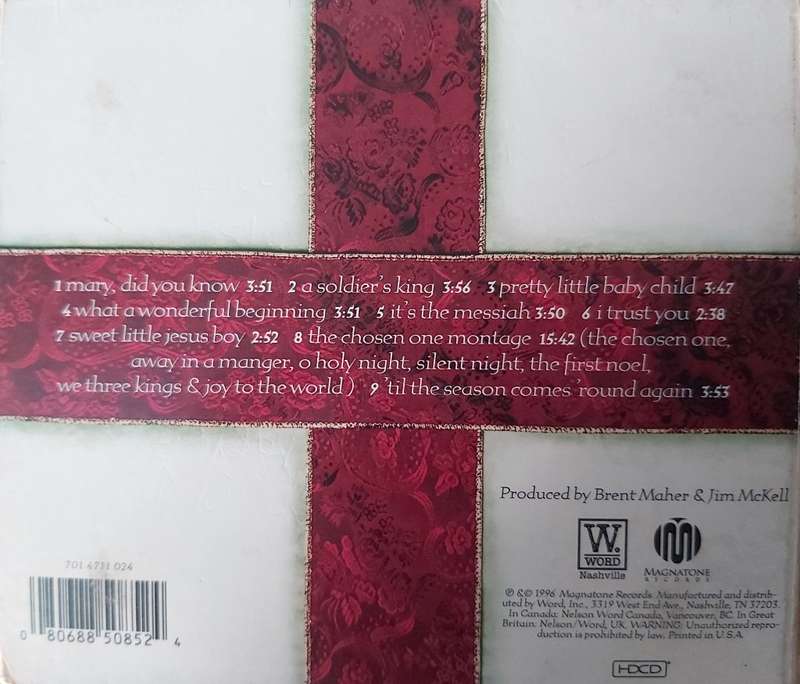 1 mary, did you know 3:51 2 a soldier's king 3:56 3 pretty little baby child 3:47
4 what a wonderful beginning 3:51 5 it's the messiah 3:50 6 i trust you 2:38
7 sweet little jesus boy 2:52 8 the chosen one montage 15:42 (the chosen one,
away in a manger, o holy night, silent night, the first noel,
we three kings & joy to the world) 9 'til the season comes 'round again 3:53
Produced by Brent Maher & Jim McKell
W.
WORD
Nashville
MAGNATONE
RECORDS
701 4711 024
0 80688 50852 4
℗ & © 1996 Magnatone Records. Manufactured and distrib-
uted by Word, Inc., 3319 West End Ave., Nashville, TN 37203.
In Canada: Nelson Word Canada, Vancouver, BC. In Great
Britain: Nelson/Word, UK. WARNING: Unauthorized repro-
duction is prohibited by law. Printed in U.S.A.
HDCD